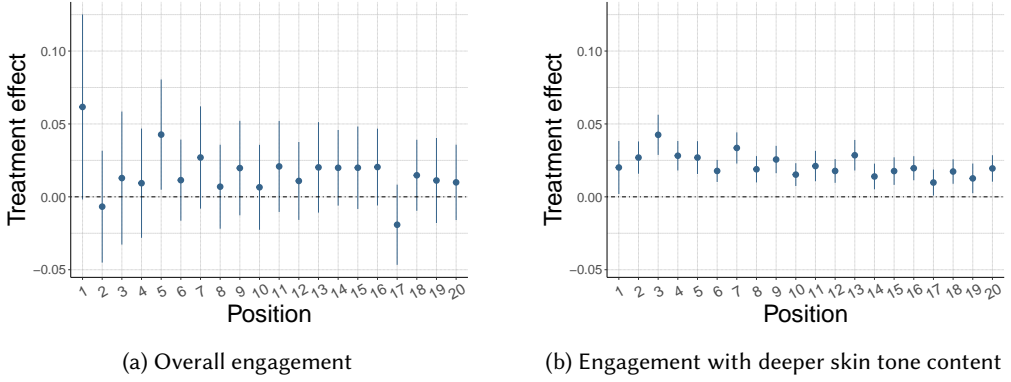 Treatment effect
0.10
0.05
0.00
−0.05
1 2 3 4 5 6 7 8 9 10 11 12 13 14 15 16 17 18 19 20
Position
(a) Overall engagement
Treatment effect
0.10
0.05
0.00
−0.05
1 2 3 4 5 6 7 8 9 10 11 12 13 14 15 16 17 18 19 20
Position
(b) Engagement with deeper skin tone content